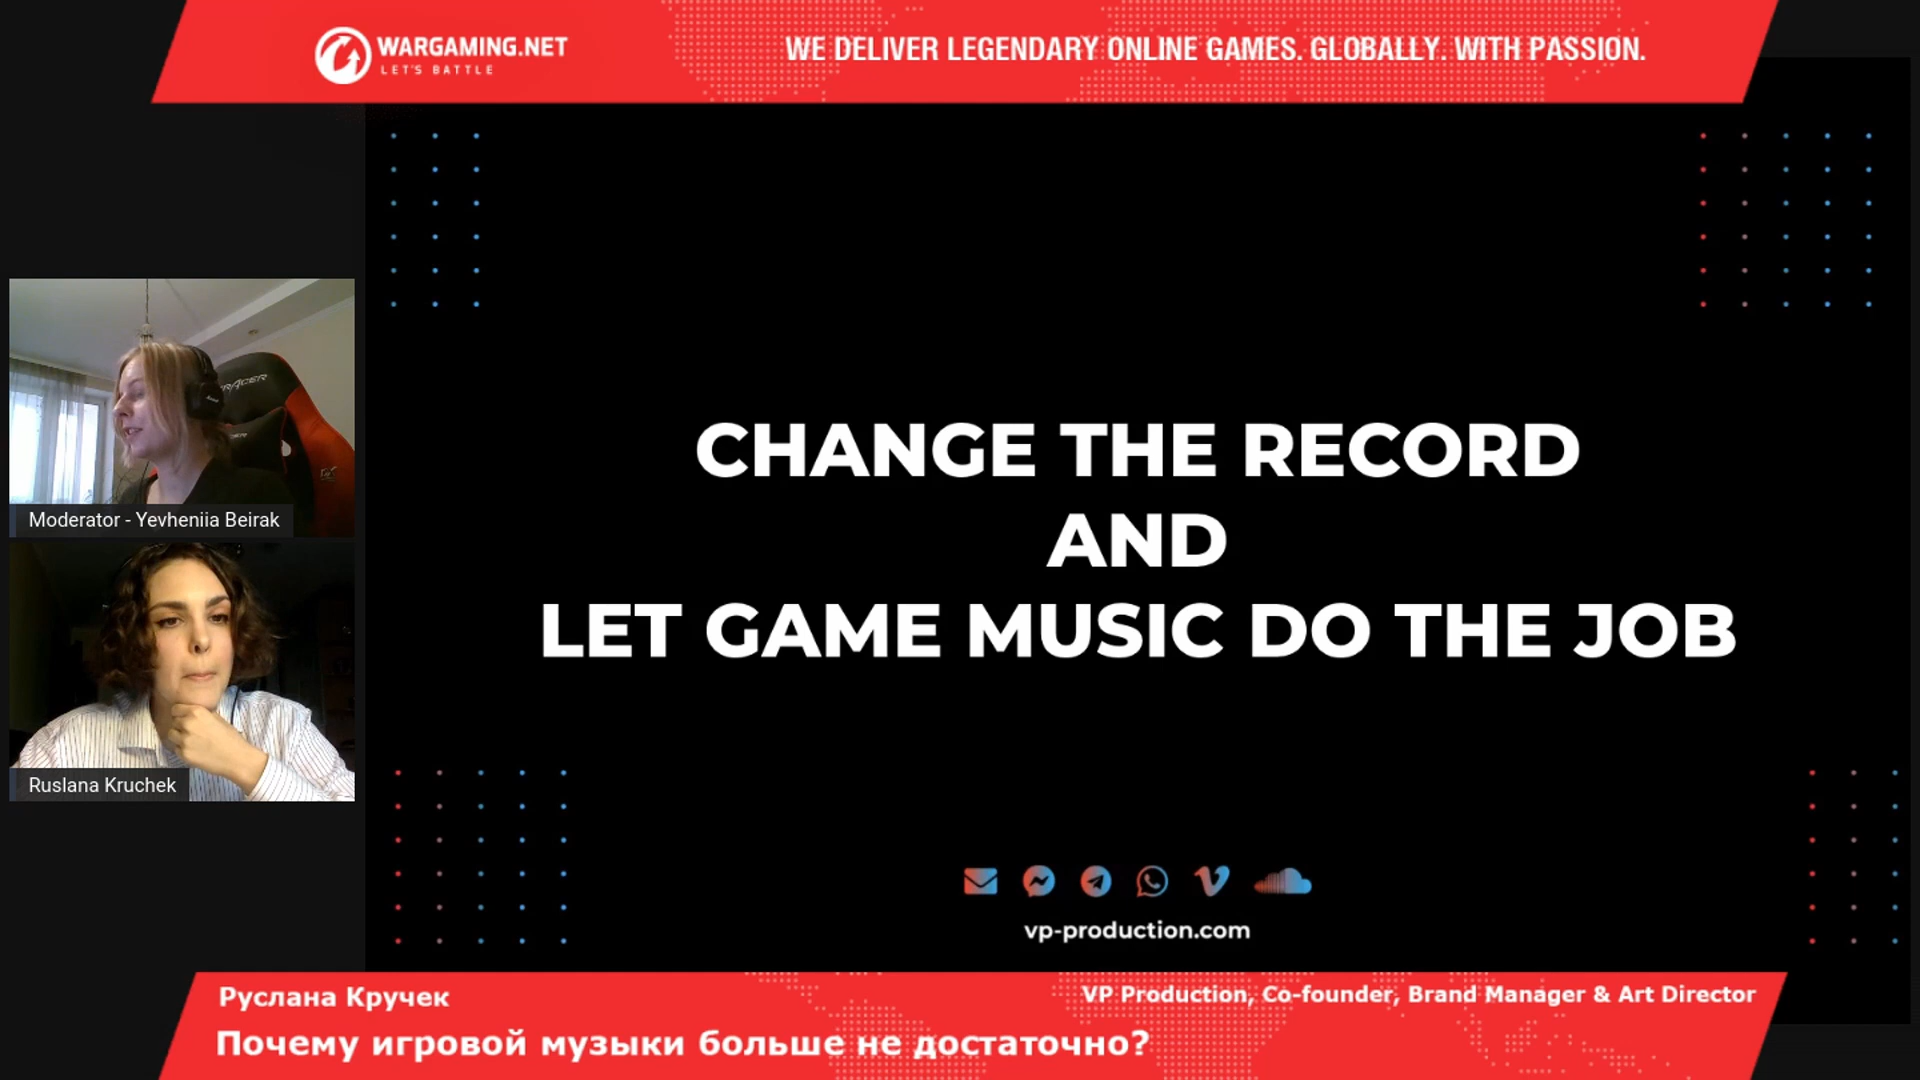 WARGAMING.NET
LET'S BATTLE
WE DELIVER LEGENDARY ONLINE GAMES. GLOBALLY. WITH PASSION.
Moderator - Yevheniia Beirak
Ruslana Kruchek
CHANGE THE RECORD
AND
LET GAME MUSIC DO THE JOB
vp-production.com
Руслана Кручек
VP Production, Co-founder, Brand Manager & Art Director
Почему игровой музыки больше не достаточно?